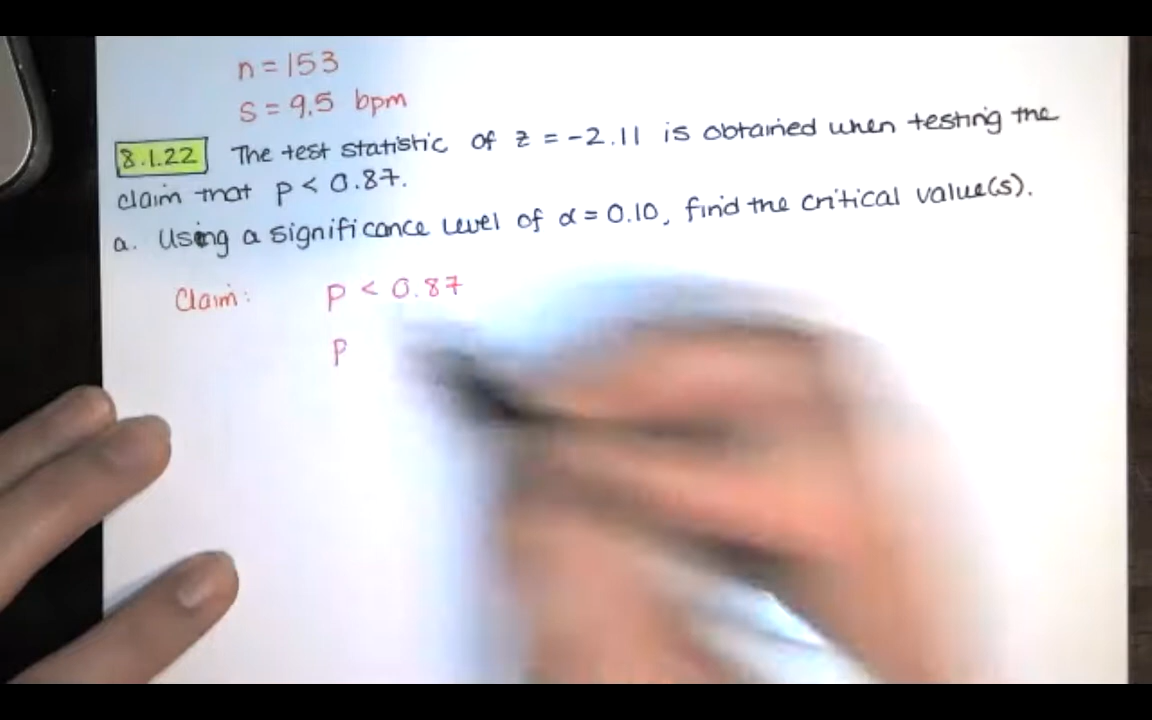 n = 153
s = 9.5 bpm
8.1.22 The test statistic of z = -2.11 is obtained when testing the
claim that p < 0.87.
a. Using a significance level of α = 0.10, find the critical value(s).
Claim: p < 0.87
p